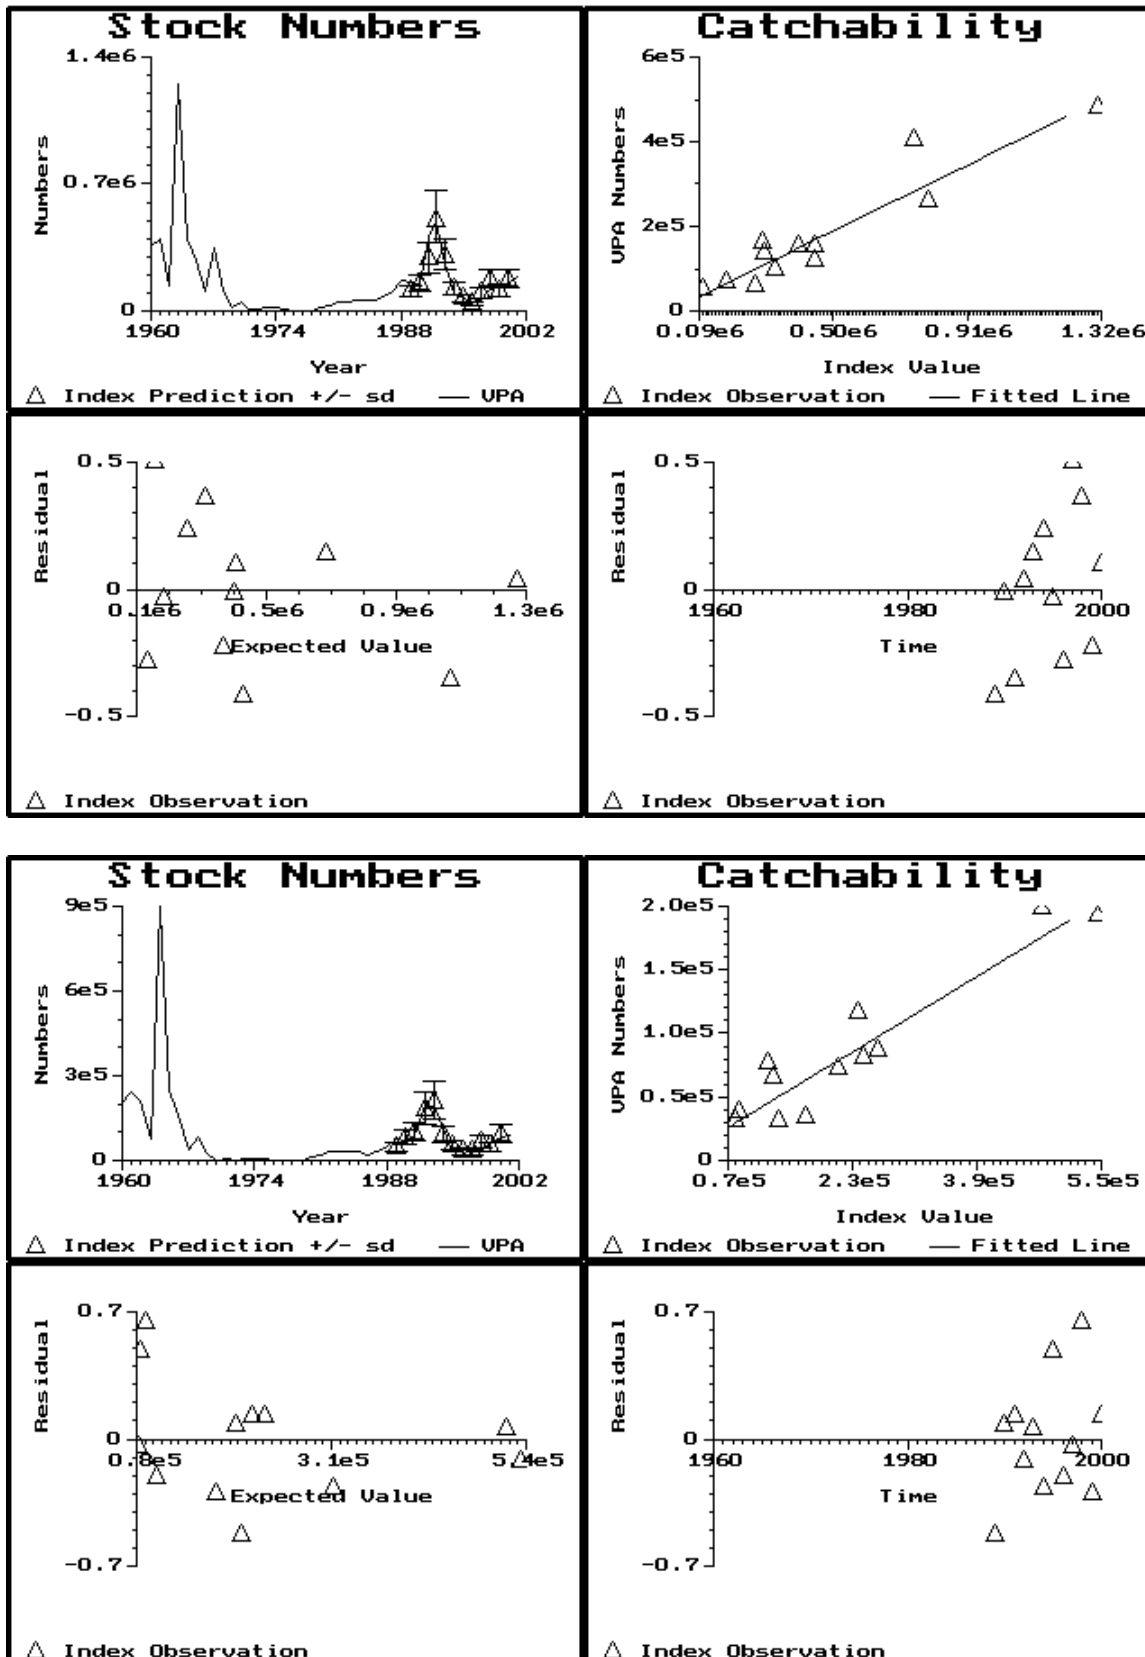 Stock Numbers
1.4e6
0.7e6
0
Numbers
1960 1974 1988 2002
Year
△ Index Prediction +/- sd — VPA
Catchability
6e5
4e5
2e5
0
VPA Numbers
0.09e6 0.50e6 0.91e6 1.32e6
Index Value
△ Index Observation — Fitted Line
0.5
0
-0.5
Residual
0.1e6 0.5e6 0.9e6 1.3e6
Expected Value
△ Index Observation
0.5
0
-0.5
Residual
1960 1980 2000
Time
△ Index Observation
Stock Numbers
9e5
6e5
3e5
0
Numbers
1960 1974 1988 2002
Year
△ Index Prediction +/- sd — VPA
Catchability
2.0e5
1.5e5
1.0e5
0.5e5
0
VPA Numbers
0.7e5 2.3e5 3.9e5 5.5e5
Index Value
△ Index Observation — Fitted Line
0.7
0
-0.7
Residual
0.8e5 3.1e5 5.4e5
Expected Value
△ Index Observation
0.7
0
-0.7
Residual
1960 1980 2000
Time
△ Index Observation